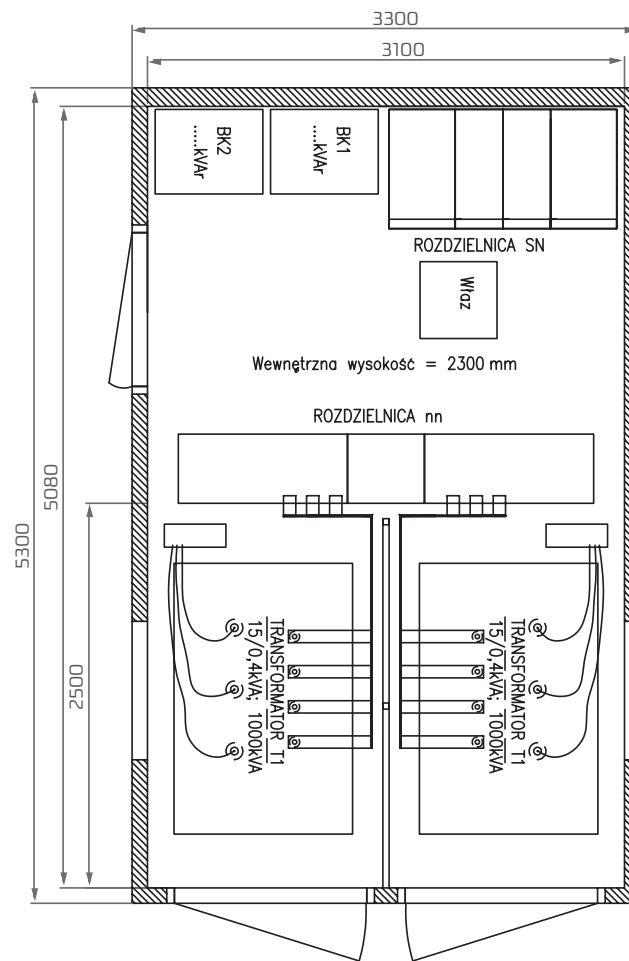 3300
3100
BK2
.....kVAr
BK1
.....kVAr
ROZDZIELNICA SN
Właz
Wewnętrzna wysokość = 2300 mm
ROZDZIELNICA nn
5300
5080
2500
TRANSFORMATOR T1
15/0,4kVA; 1000kVA
TRANSFORMATOR T1
15/0,4kVA; 1000kVA